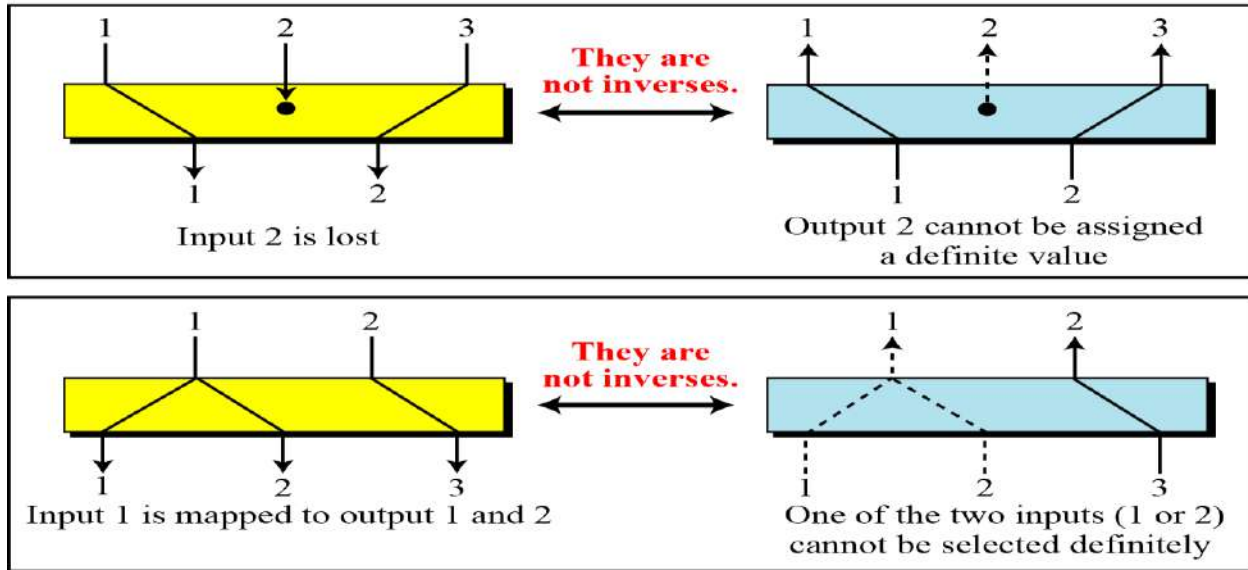 1 2 3
1 2 3
They are
not inverses.
1 2
1 2
Input 2 is lost
Output 2 cannot be assigned
a definite value
1 2
1 2
They are
not inverses.
1 2 3
1 2 3
Input 1 is mapped to output 1 and 2
One of the two inputs (1 or 2)
cannot be selected definitely